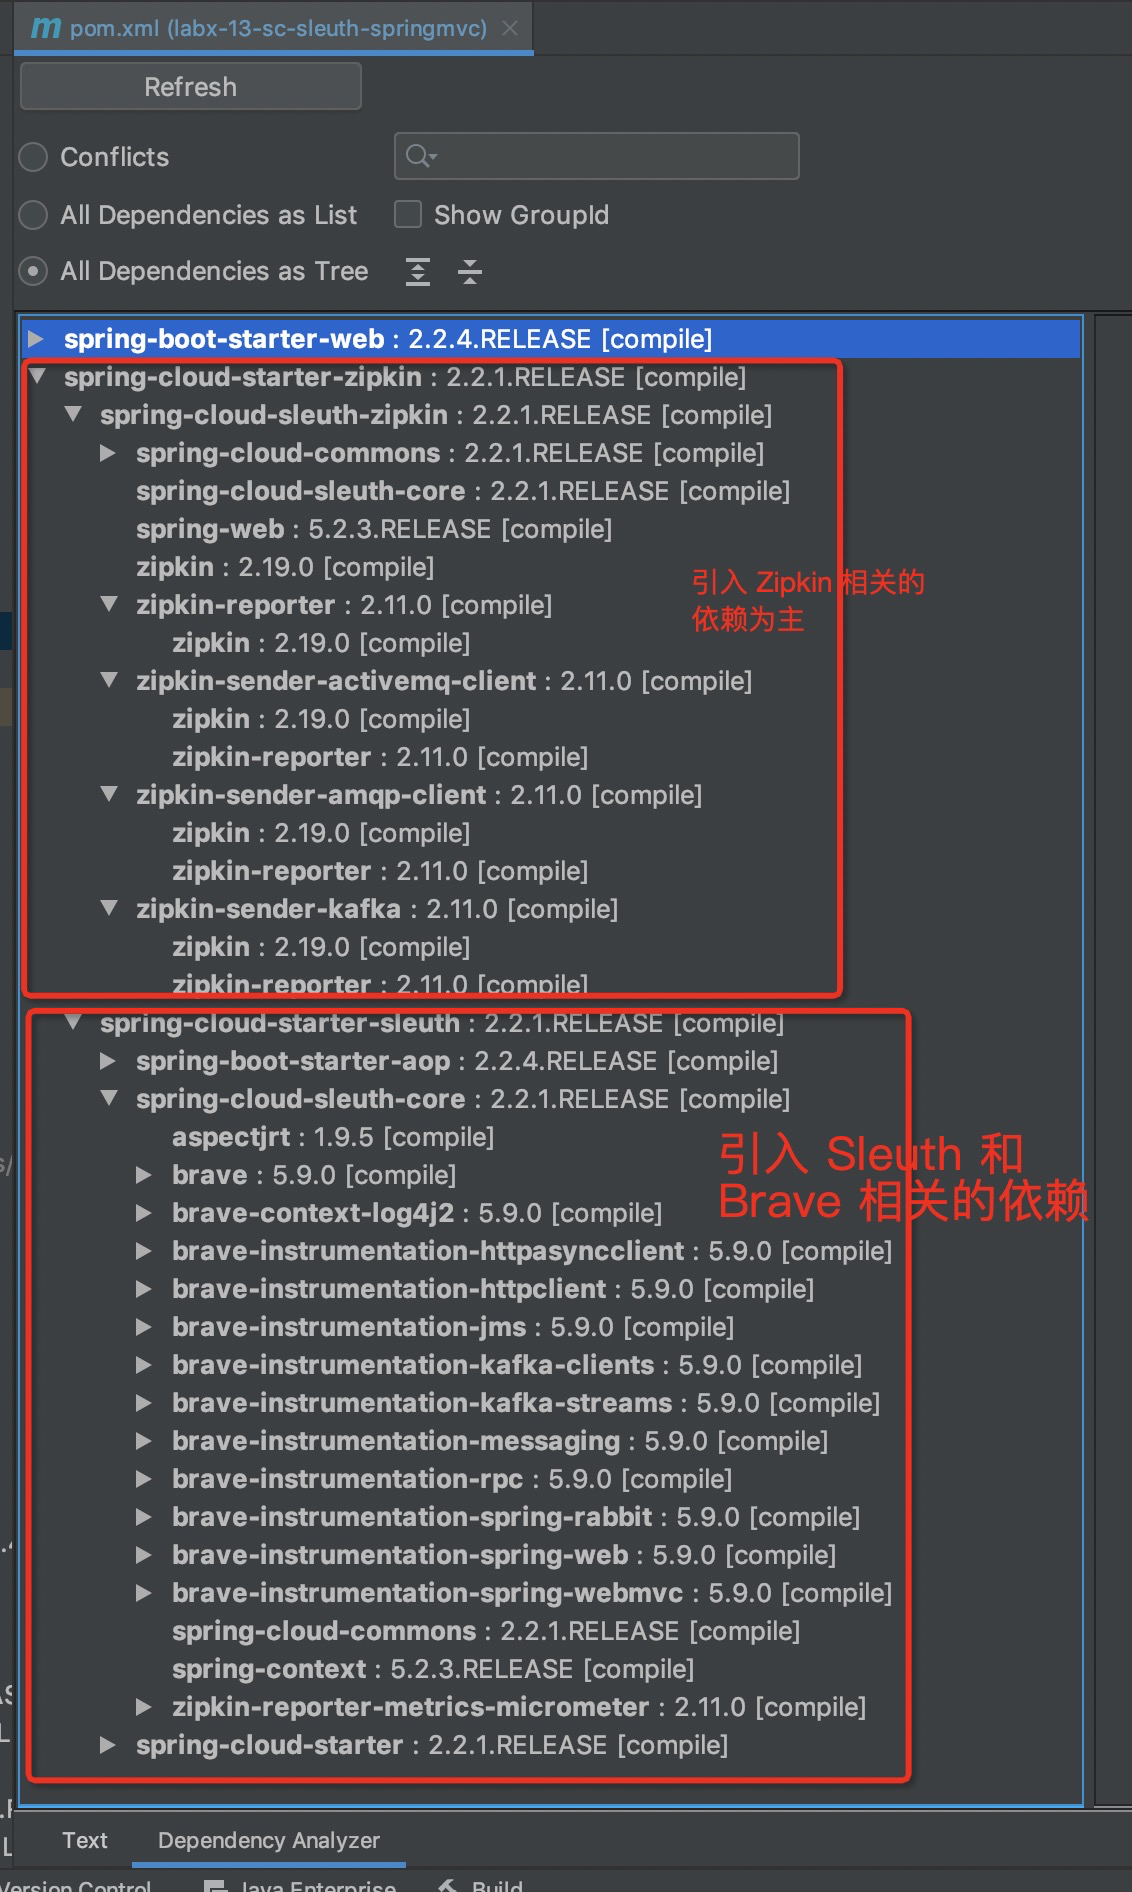 m pom.xml (labx-13-sc-sleuth-springmvc)
Refresh
Conflicts
All Dependencies as List Show GroupId
All Dependencies as Tree
spring-boot-starter-web : 2.2.4.RELEASE [compile]
spring-cloud-starter-zipkin : 2.2.1.RELEASE [compile]
spring-cloud-sleuth-zipkin : 2.2.1.RELEASE [compile]
spring-cloud-commons : 2.2.1.RELEASE [compile]
spring-cloud-sleuth-core : 2.2.1.RELEASE [compile]
spring-web : 5.2.3.RELEASE [compile]
zipkin : 2.19.0 [compile]
引入 Zipkin 相关的
依赖为主
zipkin-reporter : 2.11.0 [compile]
zipkin : 2.19.0 [compile]
zipkin-sender-activemq-client : 2.11.0 [compile]
zipkin : 2.19.0 [compile]
zipkin-reporter : 2.11.0 [compile]
zipkin-sender-amqp-client : 2.11.0 [compile]
zipkin : 2.19.0 [compile]
zipkin-reporter : 2.11.0 [compile]
zipkin-sender-kafka : 2.11.0 [compile]
zipkin : 2.19.0 [compile]
zipkin-reporter : 2.11.0 [compile]
spring-cloud-starter-sleuth : 2.2.1.RELEASE [compile]
spring-boot-starter-aop : 2.2.4.RELEASE [compile]
spring-cloud-sleuth-core : 2.2.1.RELEASE [compile]
aspectjrt : 1.9.5 [compile]
引入 Sleuth 和
Brave 相关的依赖
brave : 5.9.0 [compile]
brave-context-log4j2 : 5.9.0 [compile]
brave-instrumentation-httpasyncclient : 5.9.0 [compile]
brave-instrumentation-httpclient : 5.9.0 [compile]
brave-instrumentation-jms : 5.9.0 [compile]
brave-instrumentation-kafka-clients : 5.9.0 [compile]
brave-instrumentation-kafka-streams : 5.9.0 [compile]
brave-instrumentation-messaging : 5.9.0 [compile]
brave-instrumentation-rpc : 5.9.0 [compile]
brave-instrumentation-spring-rabbit : 5.9.0 [compile]
brave-instrumentation-spring-web : 5.9.0 [compile]
brave-instrumentation-spring-webmvc : 5.9.0 [compile]
spring-cloud-commons : 2.2.1.RELEASE [compile]
spring-context : 5.2.3.RELEASE [compile]
zipkin-reporter-metrics-micrometer : 2.11.0 [compile]
spring-cloud-starter : 2.2.1.RELEASE [compile]
Text Dependency Analyzer
Version Control Java Enterprise Build